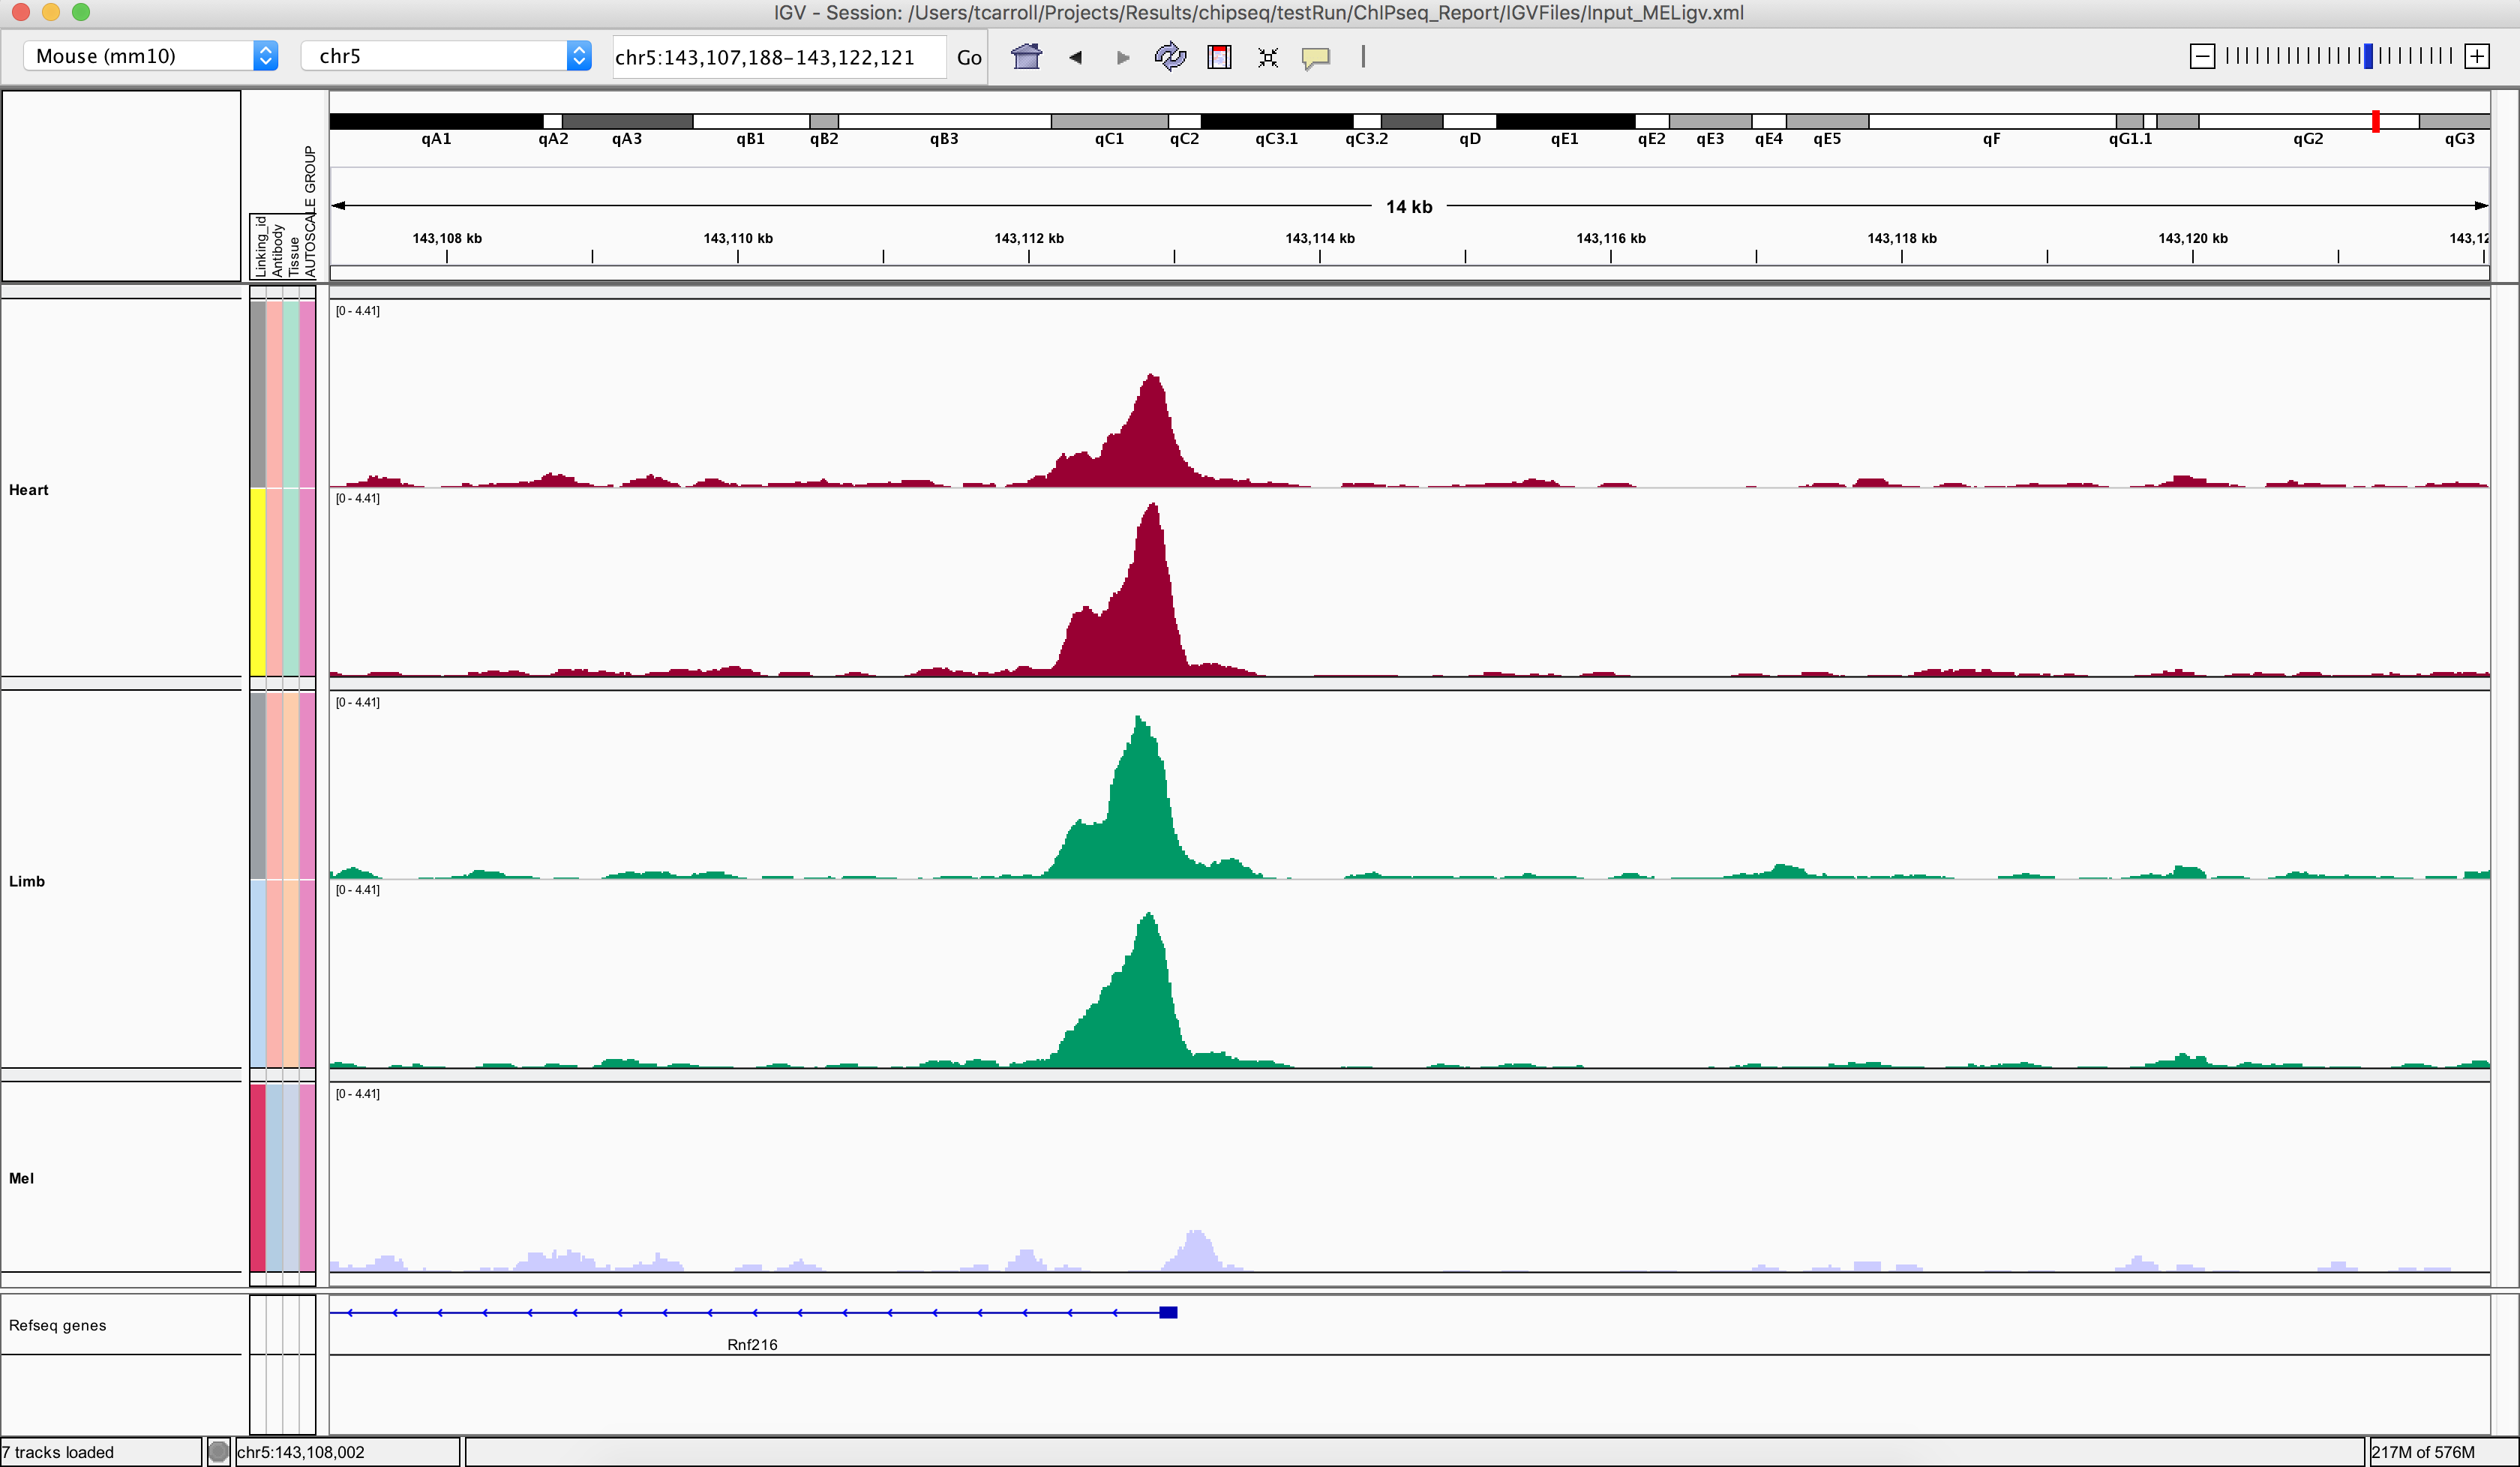 IGV - Session: /Users/tcarroll/Projects/Results/chipseq/testRun/ChIPseq_Report/IGVFiles/Input_MELigv.xml
Mouse (mm10) chr5 chr5:143,107,188-143,122,121 Go
qA1 qA2 qA3 qB1 qB2 qB3 qC1 qC2 qC3.1 qC3.2 qD qE1 qE2 qE3 qE4 qE5 qF qG1.1 qG2 qG3
14 kb
143,108 kb 143,110 kb 143,112 kb 143,114 kb 143,116 kb 143,118 kb 143,120 kb 143,12
Linking_id
Antibody
Tissue
AUTOSCALE GROUP
[0 - 4.41]
Heart
[0 - 4.41]
[0 - 4.41]
Limb
[0 - 4.41]
[0 - 4.41]
Mel
Refseq genes
Rnf216
7 tracks loaded chr5:143,108,002 217M of 576M